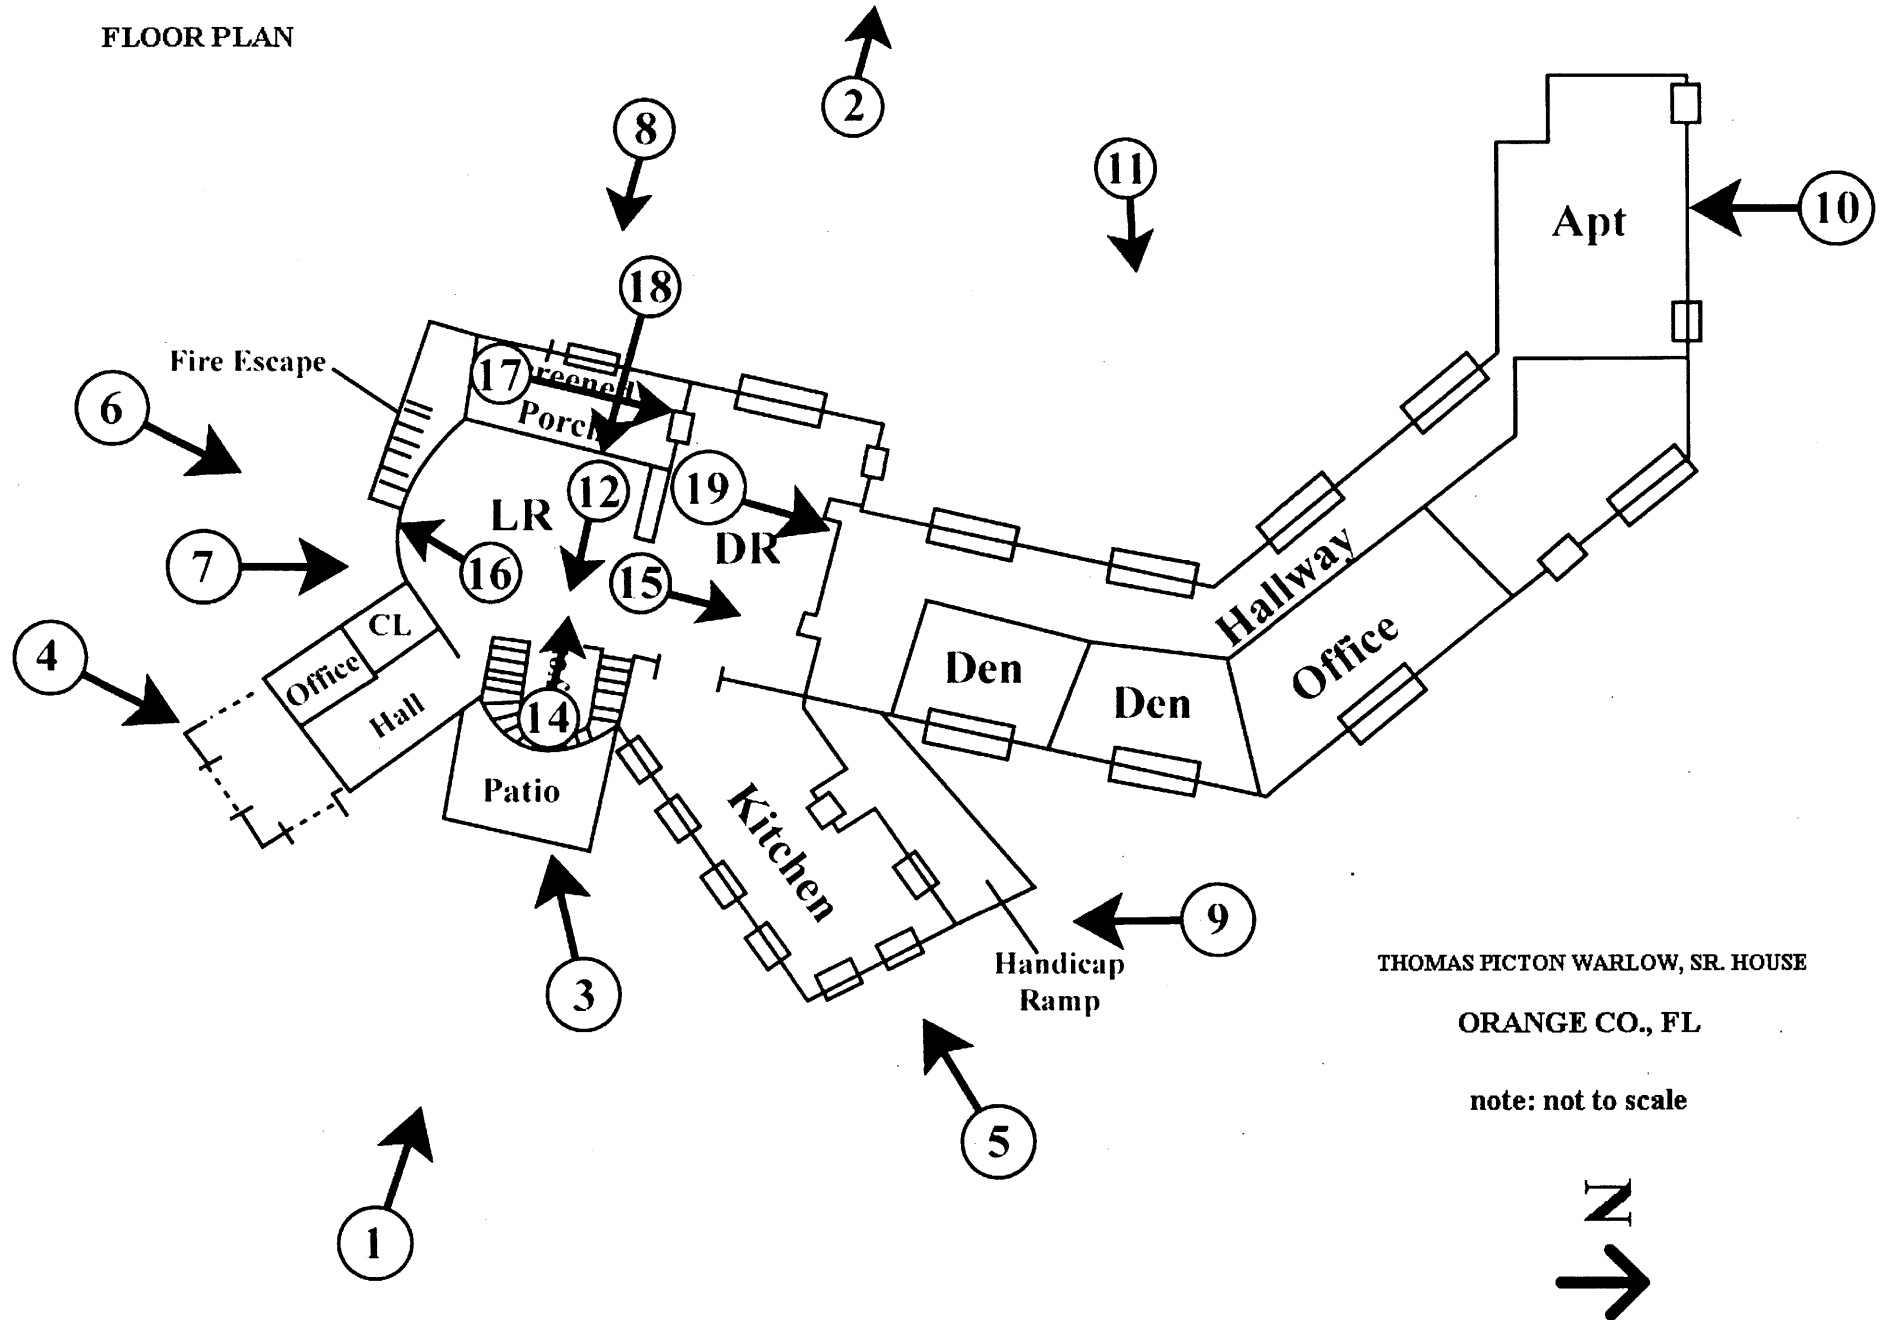 FLOOR PLAN
2
8
11
10
Apt
18
Fire Escape
17
Porch
6
12
19
LR
DR
7
16
15
Hallway
CL
4
Office
Den
Office
Den
14
Hall
Patio
Kitchen
9
3
Handicap
Ramp
THOMAS PICTON WARLOW, SR. HOUSE
ORANGE CO., FL
5
note: not to scale
N
1